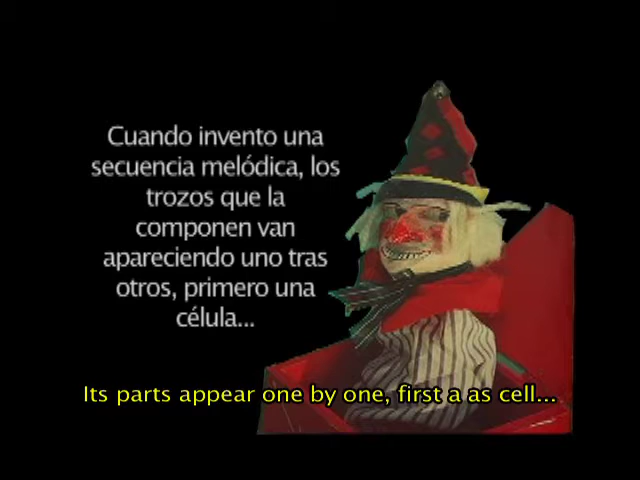 Cuando invento una
secuencia melódica, los
trozos que la
componen van
apareciendo uno tras
otros, primero una
célula...
Its parts appear one by one, first a as cell...